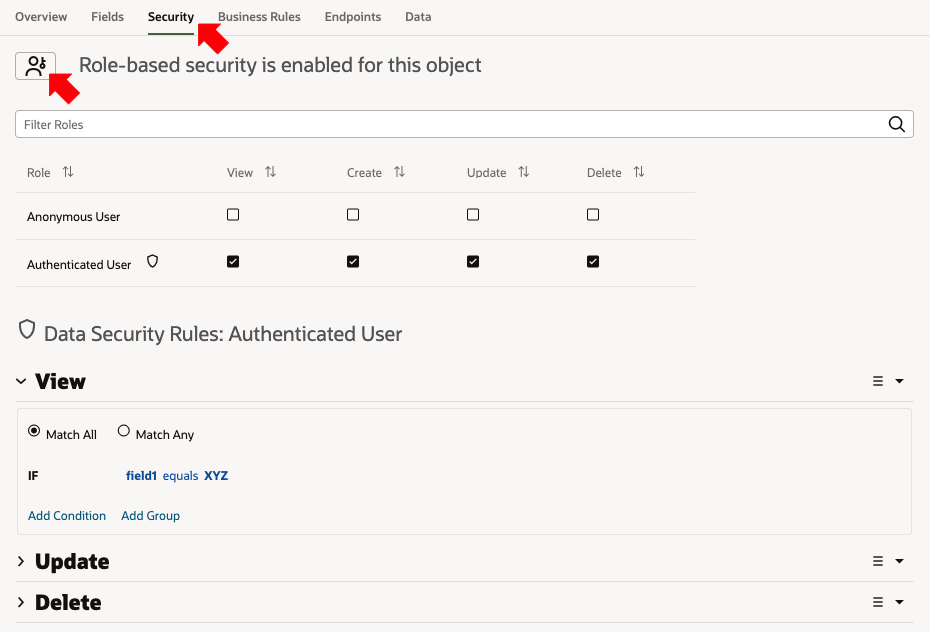 Overview Fields Security Business Rules Endpoints Data
Role-based security is enabled for this object
Filter Roles
Role View Create Update Delete
Anonymous User
Authenticated User
Data Security Rules: Authenticated User
View
Match All Match Any
IF field1 equals XYZ
Add Condition Add Group
Update
Delete